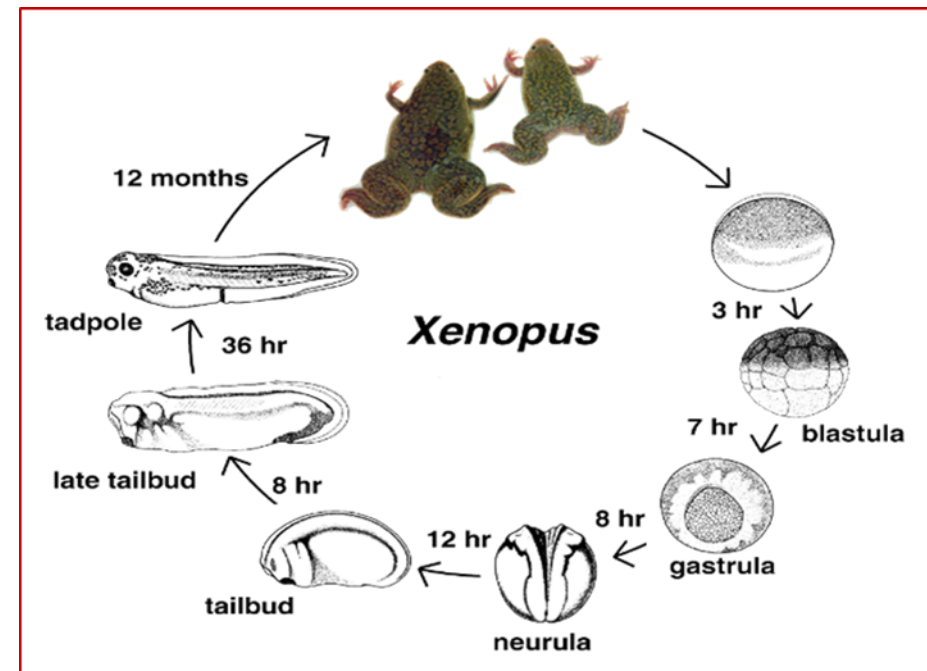 Xenopus
3 hr
blastula
7 hr
gastrula
8 hr
neurula
12 hr
tailbud
8 hr
late tailbud
36 hr
tadpole
12 months